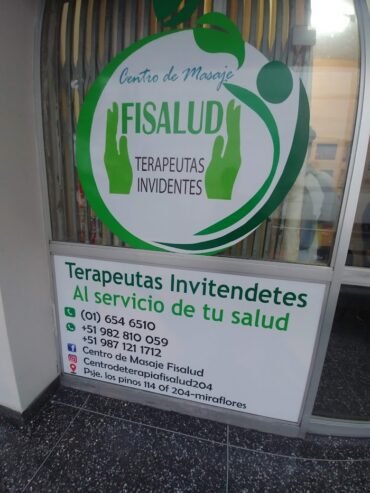 Centro de Masaje
FISALUD
TERAPEUTAS
INVIDENTES
Terapeutas Invitendetes
Al servicio de tu salud
(01) 654 6510
+51 982 810 059
+51 987 121 1712
Centro de Masaje Fisalud
Centrodeterapiafisalud204
Psje. los pinos 114 Of 204-miraflores